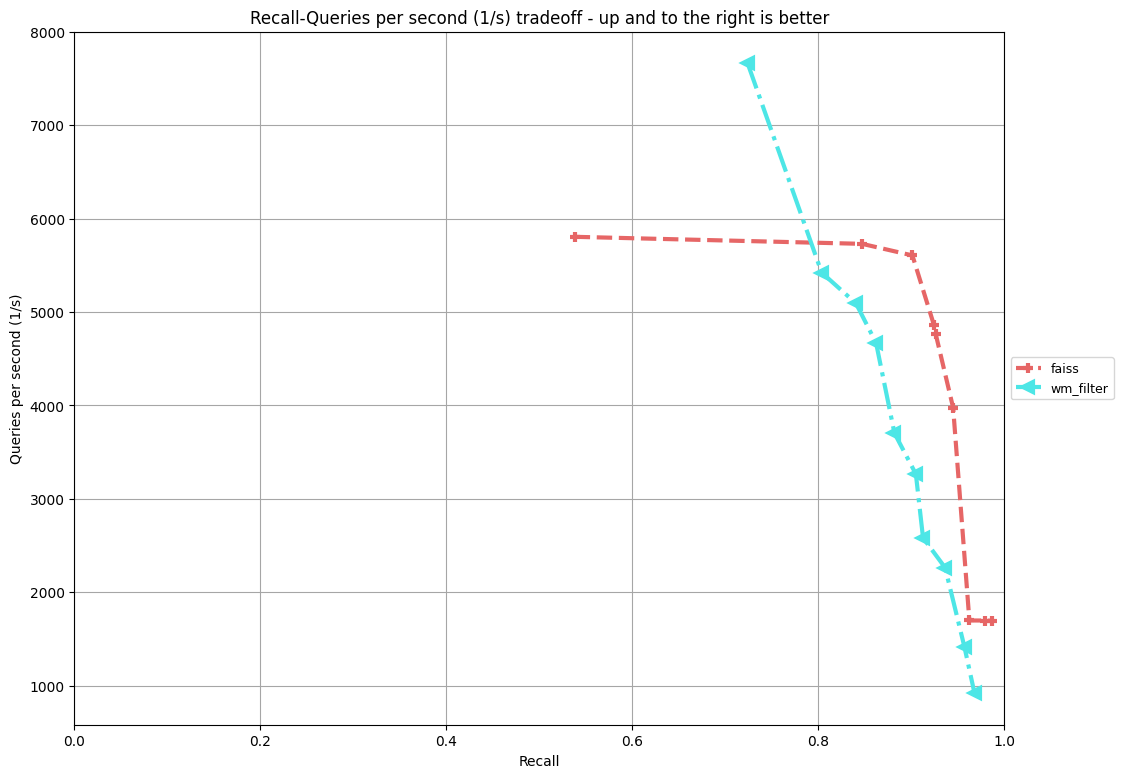 Recall-Queries per second (1/s) tradeoff - up and to the right is better
8000
7000
6000
5000
4000
3000
2000
1000
Queries per second (1/s)
0.0 0.2 0.4 0.6 0.8 1.0
Recall
faiss
wm_filter